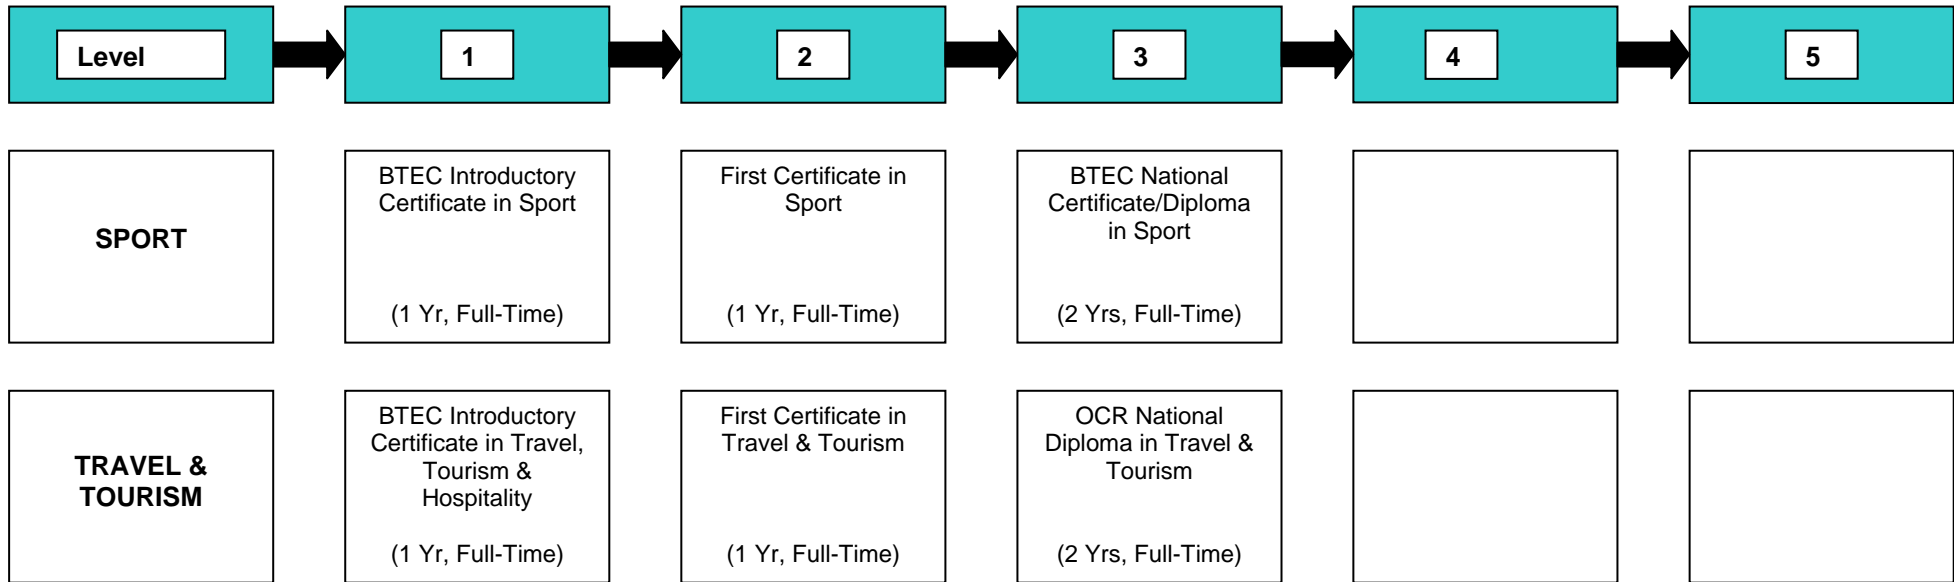 Level
1
2
3
4
5
SPORT
BTEC Introductory
Certificate in Sport
(1 Yr, Full-Time)
First Certificate in
Sport
(1 Yr, Full-Time)
BTEC National
Certificate/Diploma
in Sport
(2 Yrs, Full-Time)
TRAVEL &
TOURISM
BTEC Introductory
Certificate in Travel,
Tourism &
Hospitality
(1 Yr, Full-Time)
First Certificate in
Travel & Tourism
(1 Yr, Full-Time)
OCR National
Diploma in Travel &
Tourism
(2 Yrs, Full-Time)